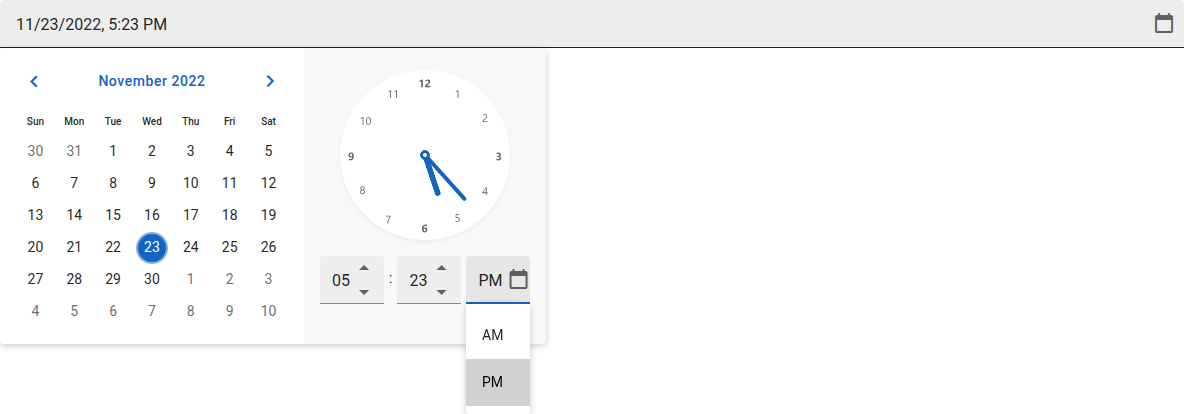 11/23/2022, 5:23 PM
November 2022
Sun Mon Tue Wed Thu Fri Sat
30 31 1 2 3 4 5
6 7 8 9 10 11 12
13 14 15 16 17 18 19
20 21 22 23 24 25 26
27 28 29 30 1 2 3
4 5 6 7 8 9 10
12
11 1
10 2
9 3
8 4
7 5
6
05 : 23 PM
AM
PM